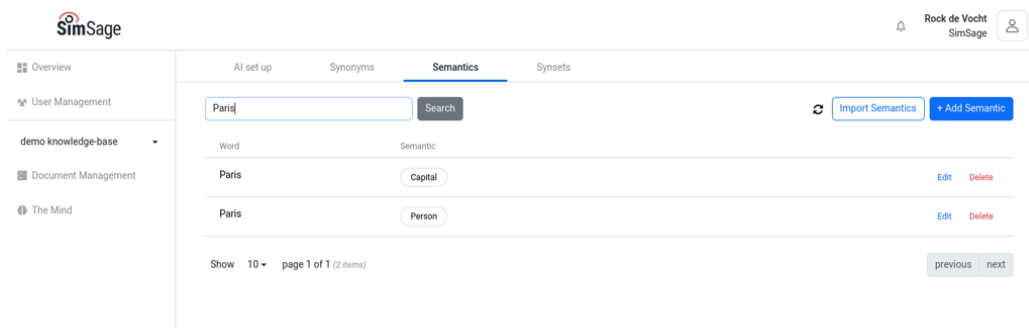 SimSage
Rock de Vocht
SimSage
Overview
User Management
demo knowledge-base
Document Management
The Mind
AI set up Synonyms Semantics Synsets
Paris Search Import Semantics + Add Semantic
Word Semantic
Paris Capital Edit Delete
Paris Person Edit Delete
Show 10 page 1 of 1 (2 items) previous next